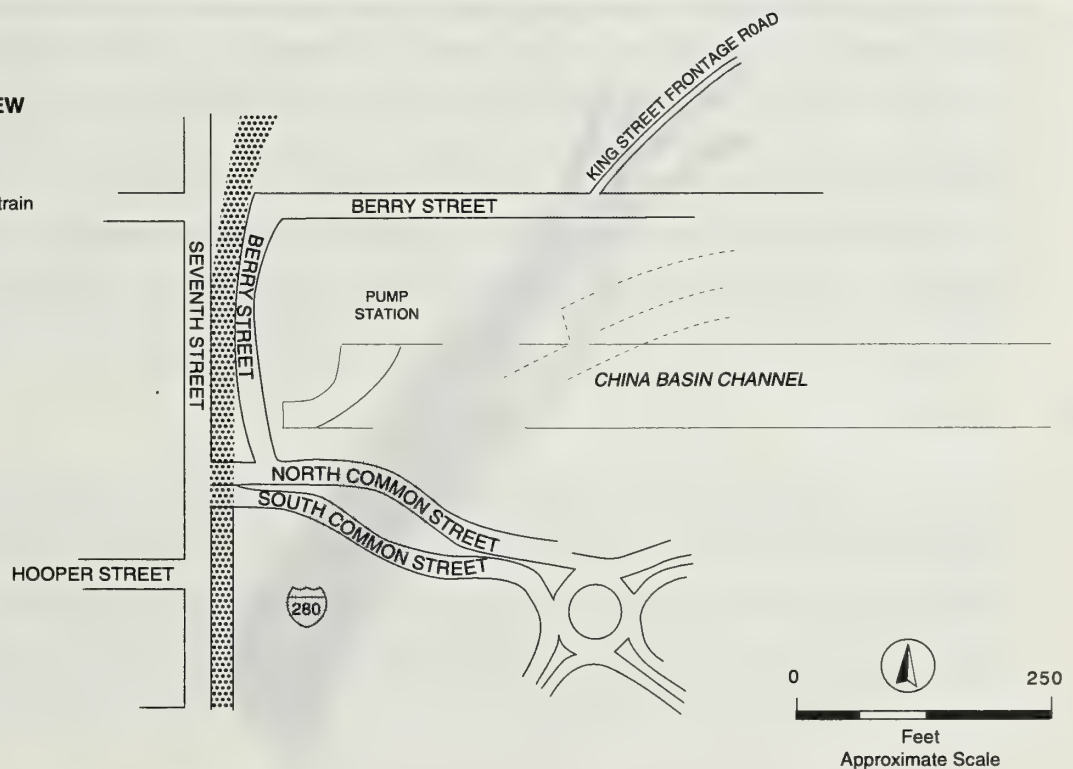 EW
train
KING STREET FRONTAGE ROAD
BERRY STREET
SEVENTH STREET
BERRY STREET
PUMP
STATION
CHINA BASIN CHANNEL
NORTH COMMON STREET
SOUTH COMMON STREET
HOOPER STREET
280
0 250
Feet
Approximate Scale